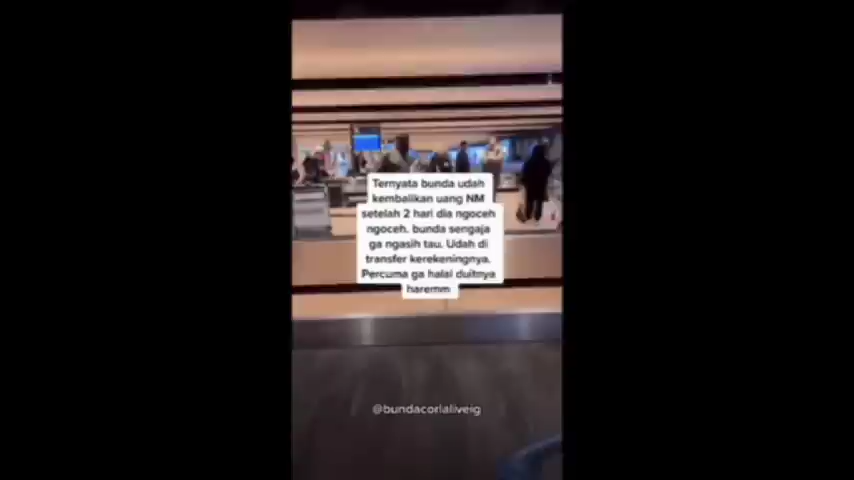 Ternyata bunda udah
kembalikan uang NM
setelah 2 hari dia ngoceh
ngoceh. bunda sengaja
ga ngasih tau. Udah di
transfer kerekeningnya.
Percuma ga halal duitnya
haremm
@bundacorlaliveig